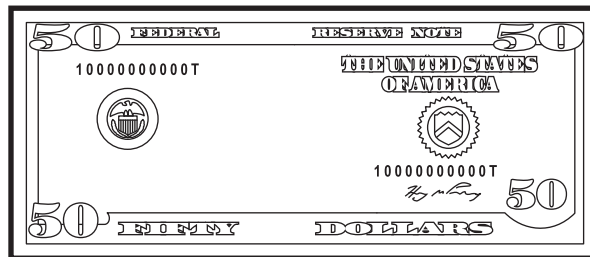 50 FEDERAL RESERVE NOTE 50
10000000000T
THE UNITED STATES
OF AMERICA
10000000000T
50
50 FIFTY DOLLARS